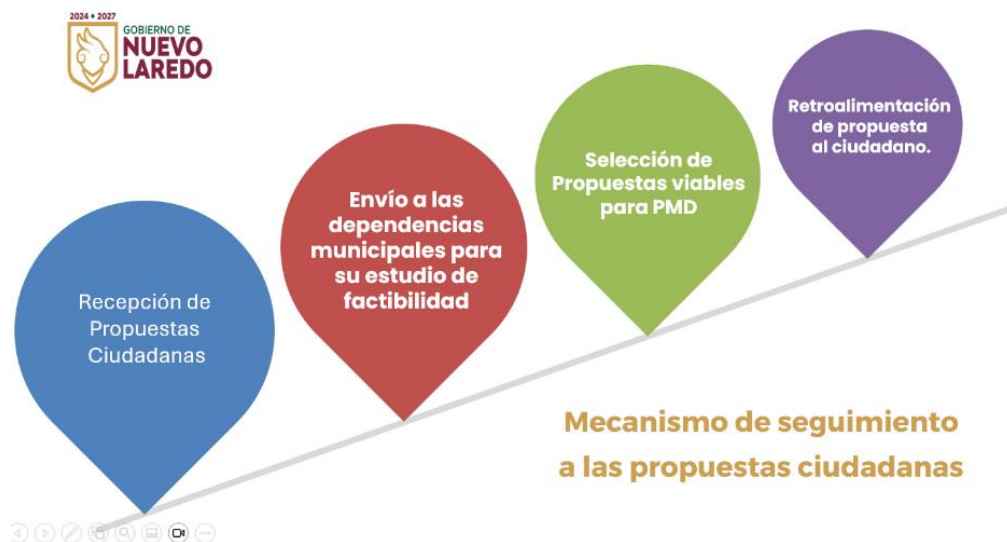 2024 • 2027
GOBIERNO DE
NUEVO
LAREDO
Recepción de
Propuestas
Ciudadanas
Envío a las
dependencias
municipales para
su estudio de
factibilidad
Selección de
Propuestas viables
para PMD
Retroalimentación
de propuesta
al ciudadano.
Mecanismo de seguimiento
a las propuestas ciudadanas